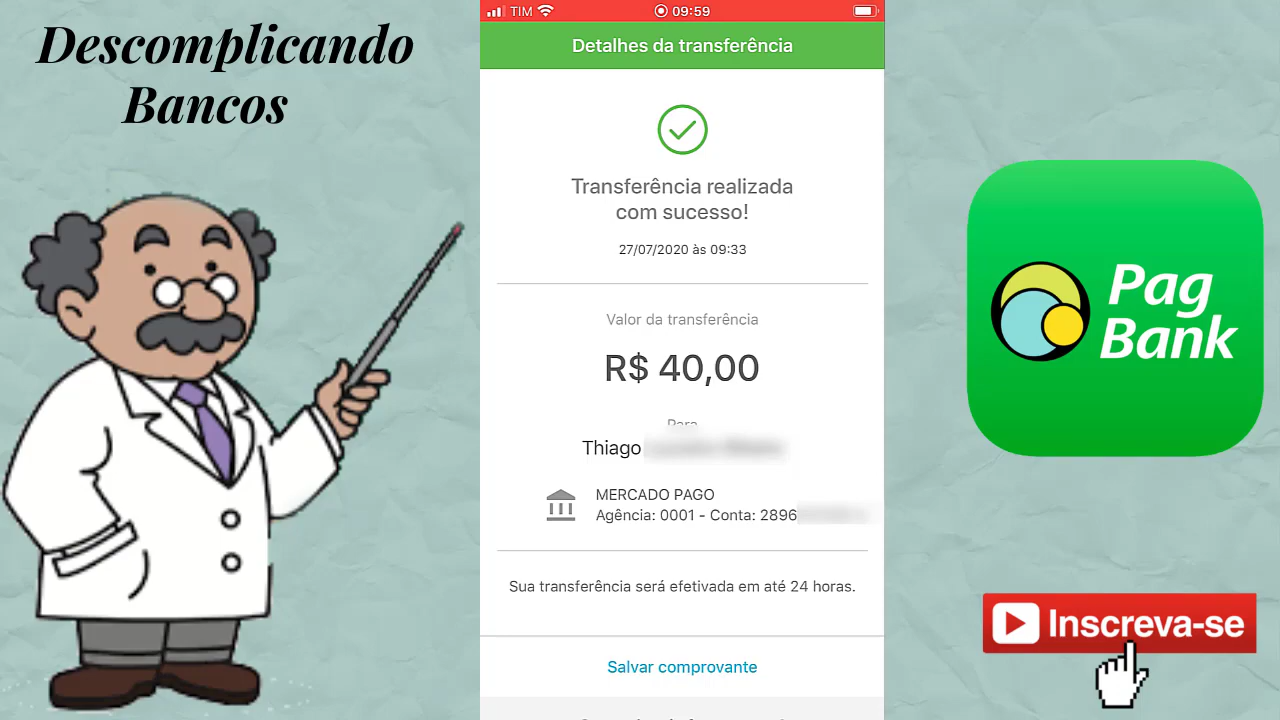 Descomplicando
Bancos
TIM
09:59
Detalhes da transferência
Transferência realizada
com sucesso!
27/07/2020 às 09:33
Valor da transferência
R$ 40,00
Para
Thiago
MERCADO PAGO
Agência: 0001 - Conta: 2896
Sua transferência será efetivada em até 24 horas.
Salvar comprovante
Pag
Bank
Inscreva-se